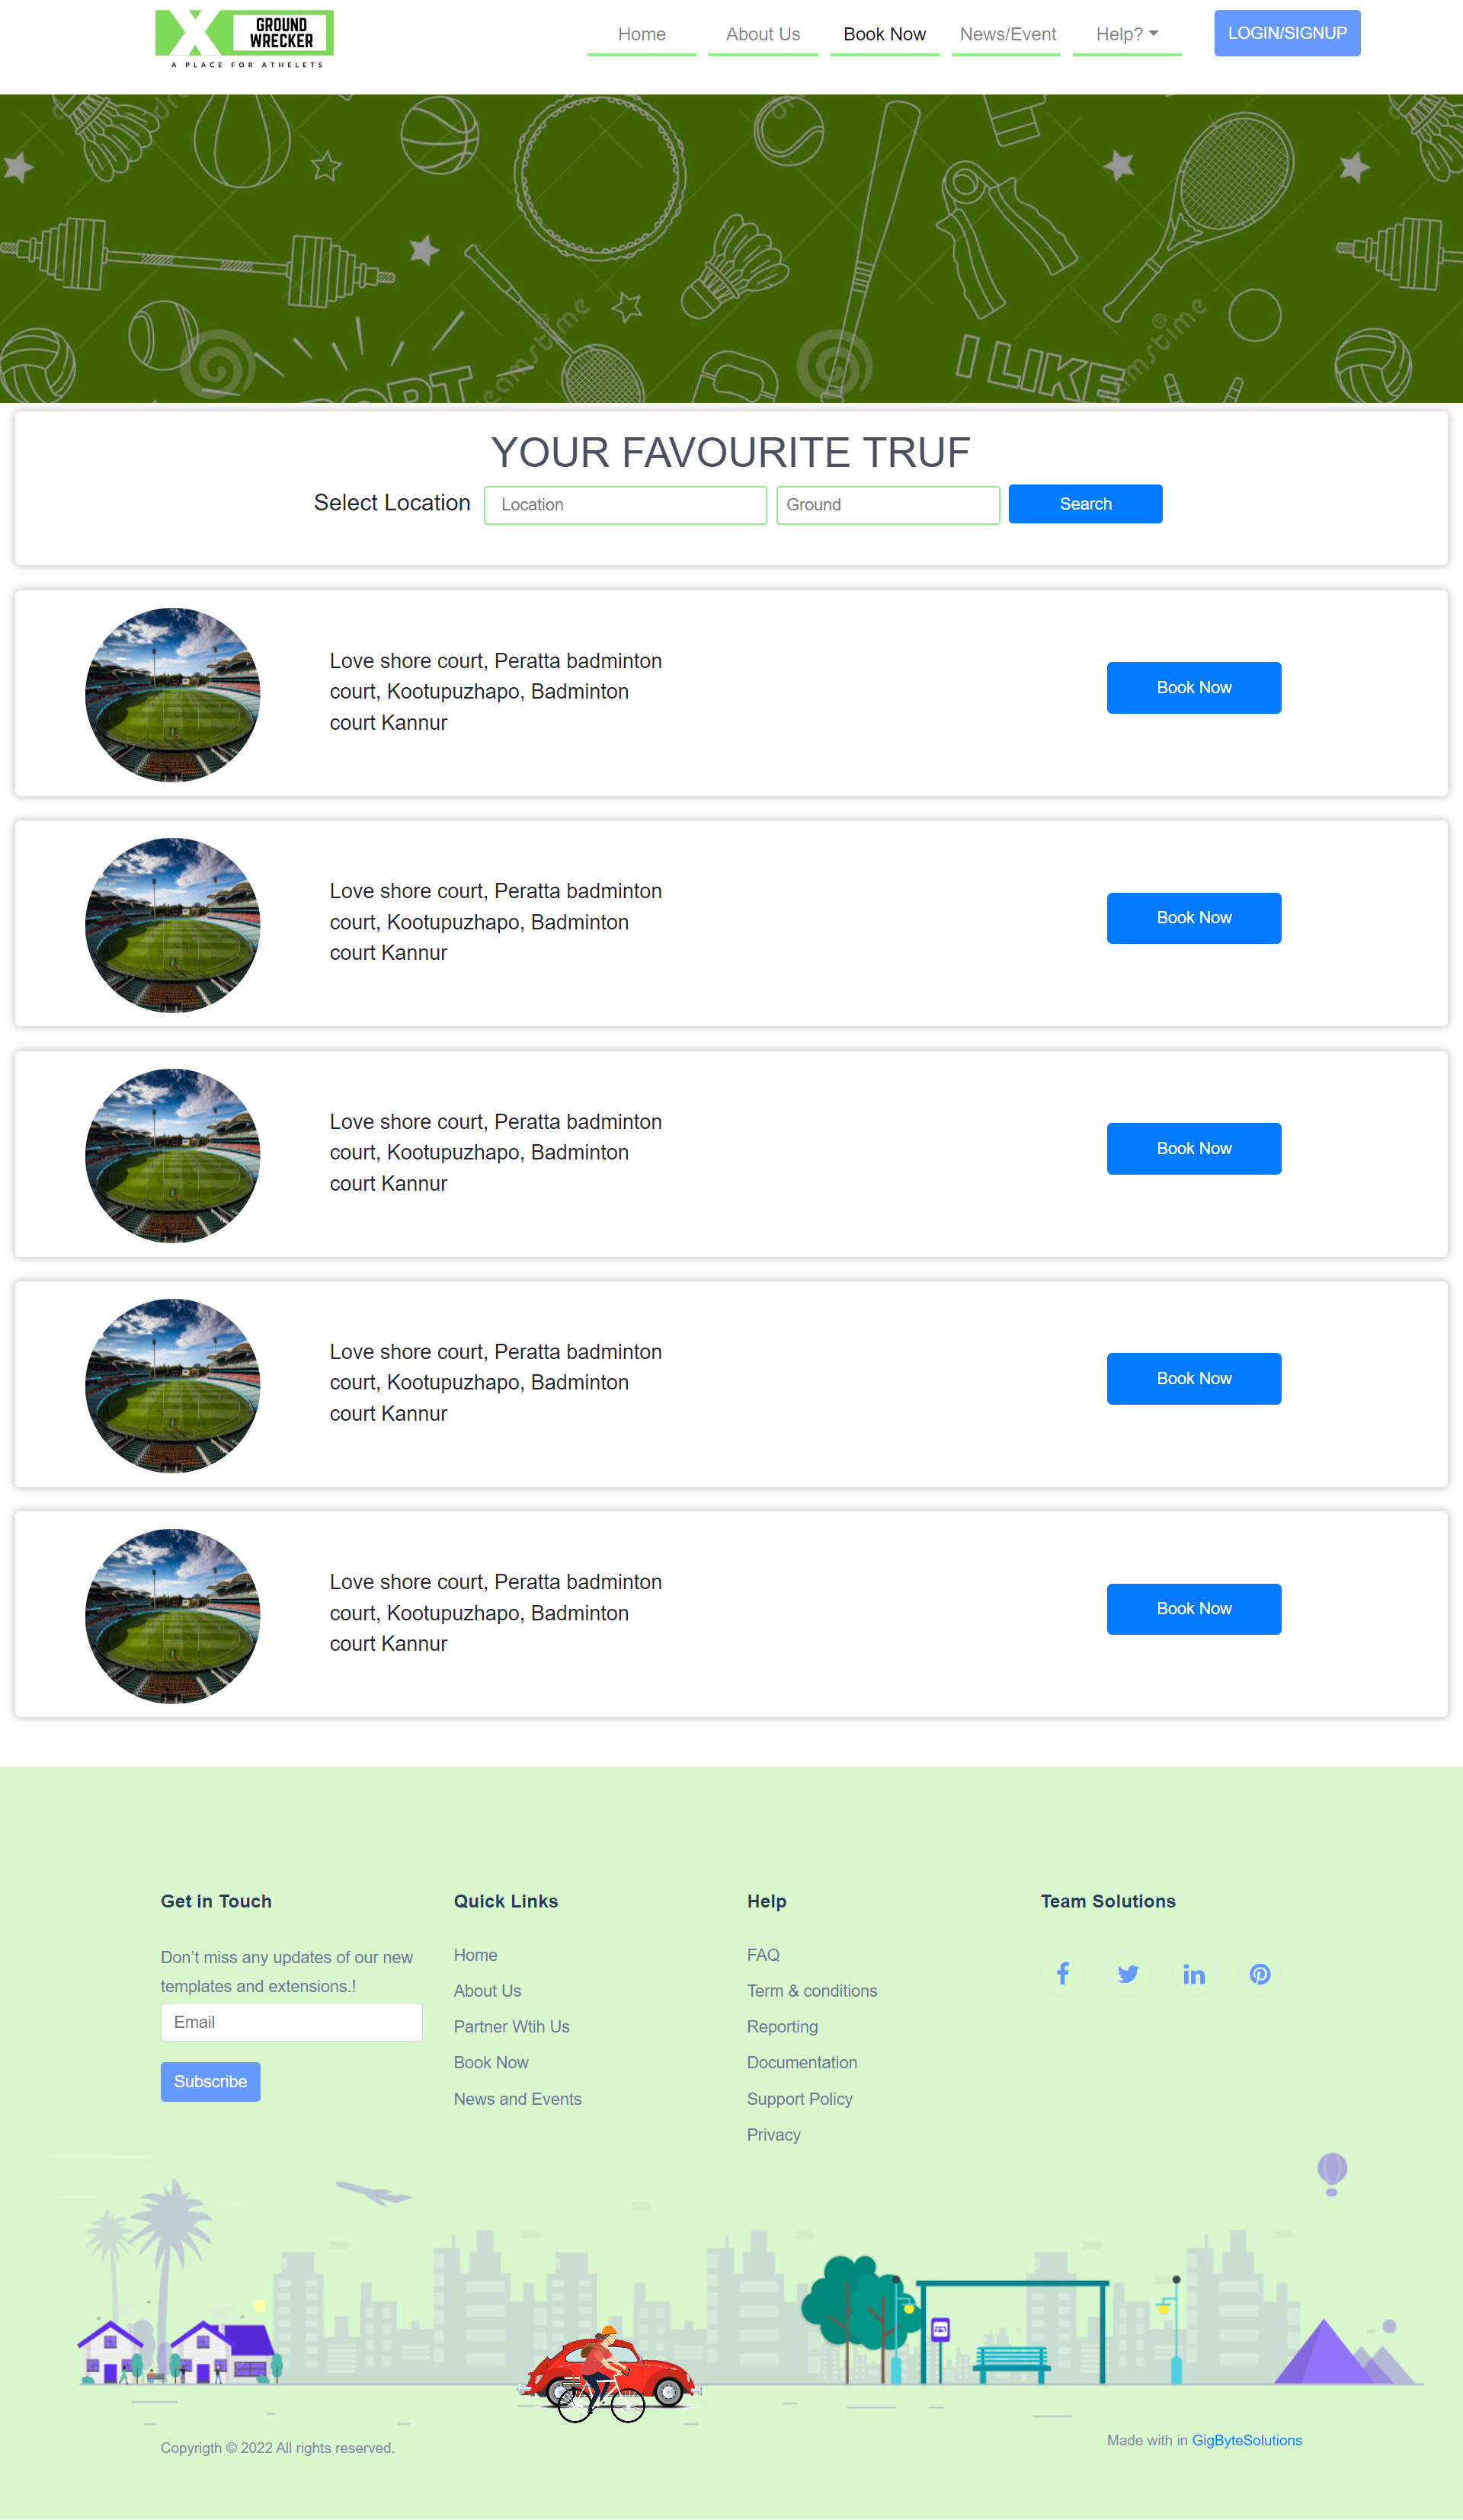 X GROUND
WRECKER
A PLACE FOR ATHELETS
Home About Us Book Now News/Event Help? LOGIN/SIGNUP
dreamstime
dreamstime
SPORT
I LIKE
YOUR FAVOURITE TRUF
Select Location Location Ground Search
Love shore court, Peratta badminton
court, Kootupuzhapo, Badminton
court Kannur
Book Now
Love shore court, Peratta badminton
court, Kootupuzhapo, Badminton
court Kannur
Book Now
Love shore court, Peratta badminton
court, Kootupuzhapo, Badminton
court Kannur
Book Now
Love shore court, Peratta badminton
court, Kootupuzhapo, Badminton
court Kannur
Book Now
Love shore court, Peratta badminton
court, Kootupuzhapo, Badminton
court Kannur
Book Now
Get in Touch
Don’t miss any updates of our new
templates and extensions.!
Email
Subscribe
Quick Links
Home
About Us
Partner Wtih Us
Book Now
News and Events
Help
FAQ
Term & conditions
Reporting
Documentation
Support Policy
Privacy
Team Solutions
Copyrigth © 2022 All rights reserved.
Made with in GigByteSolutions